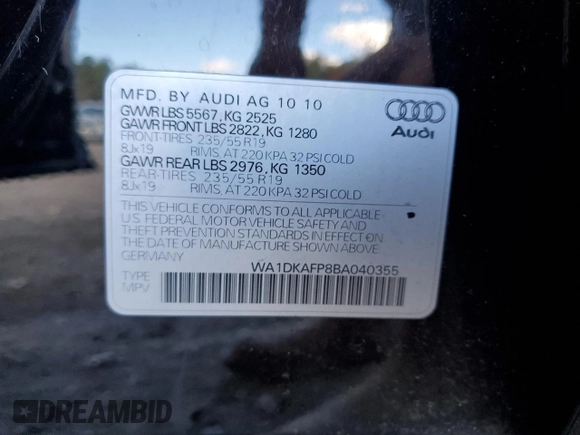 MFD. BY AUDI AG 10 10
GVWR LBS 5567, KG 2525
GAWR FRONT LBS 2822, KG 1280
FRONT-TIRES 235/55 R19
8Jx19 RIMS, AT 220 KPA 32 PSI COLD
GAWR REAR LBS 2976, KG 1350
REAR-TIRES 235/55 R19
8Jx19 RIMS, AT 220 KPA 32 PSI COLD
THIS VEHICLE CONFORMS TO ALL APPLICABLE
U.S. FEDERAL MOTOR VEHICLE SAFETY AND
THEFT PREVENTION STANDARDS IN EFFECT ON
THE DATE OF MANUFACTURE SHOWN ABOVE.
GERMANY
WA1DKAFP8BA040355
TYPE
MPV
Audi
DREAMBID